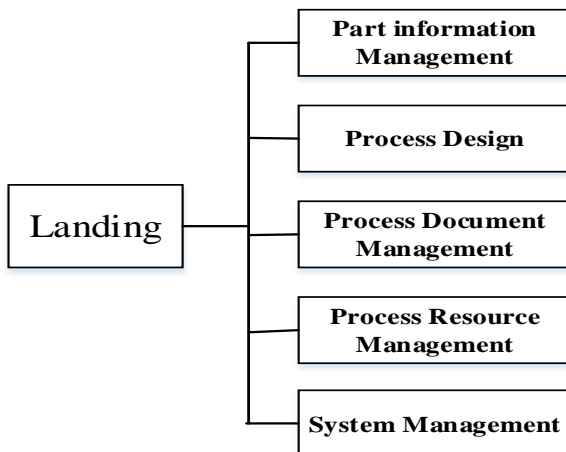 Part information
Management
Process Design
Landing
Process Document
Management
Process Resource
Management
System Management